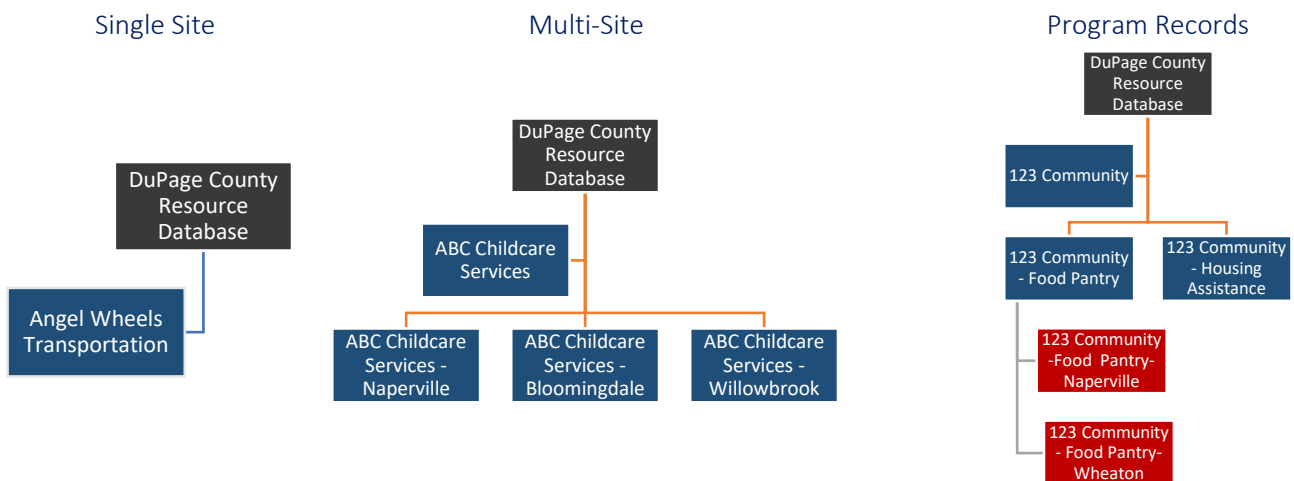 Single Site
DuPage County
Resource
Database
Angel Wheels
Transportation
Multi-Site
DuPage County
Resource
Database
ABC Childcare
Services
ABC Childcare
Services -
Naperville
ABC Childcare
Services -
Bloomingdale
ABC Childcare
Services -
Willowbrook
Program Records
DuPage County
Resource
Database
123 Community
123 Community
- Food Pantry
123 Community
- Housing
Assistance
123 Community
-Food  Pantry-
Naperville
123 Community
- Food Pantry-
Wheaton